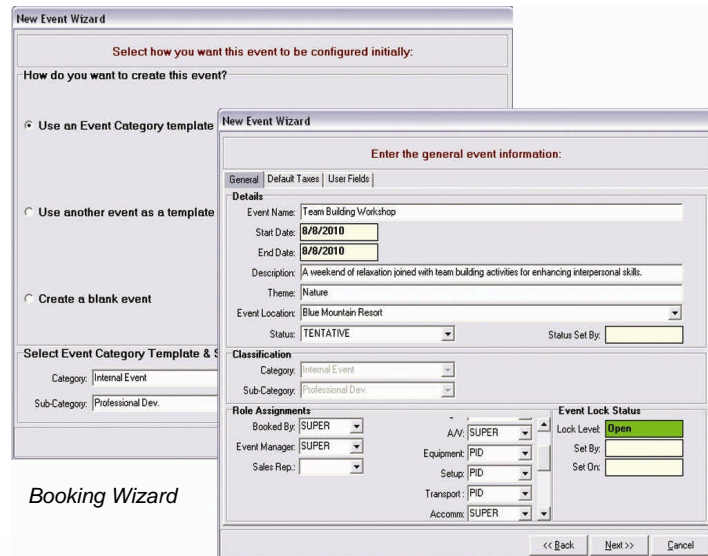 New Event Wizard
Select how you want this event to be configured initially:
How do you want to create this event?
Use an Event Category template
Use another event as a template
Create a blank event
Select Event Category Template & S
Category: Internal Event
Sub-Category: Professional Dev.
New Event Wizard
Enter the general event information:
General Default Taxes User Fields
Details
Event Name: Team Building Workshop
Start Date: 8/8/2010
End Date: 8/8/2010
Description: A weekend of relaxation joined with team building activities for enhancing interpersonal skills.
Theme: Nature
Event Location: Blue Mountain Resort
Status: TENTATIVE Status Set By:
Classification
Category: Internal Event
Sub-Category: Professional Dev.
Role Assignments
Booked By: SUPER
Event Manager: SUPER
Sales Rep.:
A/V: SUPER
Equipment: PID
Setup: PID
Transport : PID
Accomm: SUPER
Event Lock Status
Lock Level: Open
Set By:
Set On:
<< Back Next >> Cancel
Booking Wizard